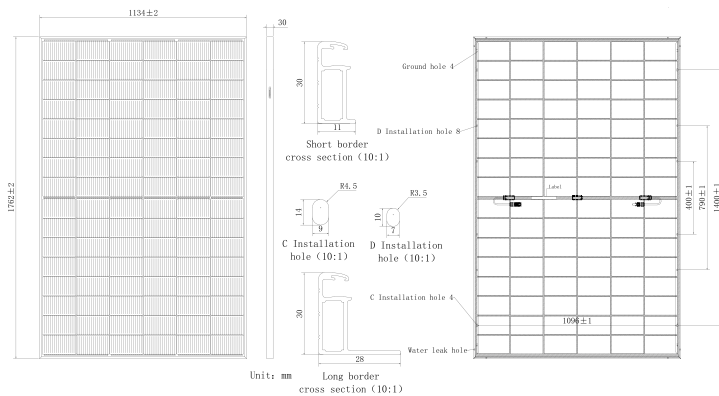 1134±2
30
1762±2
30
11
Short border
cross section（10:1）
R4.5
14
9
C Installation
hole（10:1）
R3.5
10
7
D Installation
hole（10:1）
30
28
Unit: mm
Long border
cross section（10:1）
Ground hole 4
D Installation hole 8
Label
C Installation hole 4
1096±1
Water leak hole
400±1
790±1
1400±1